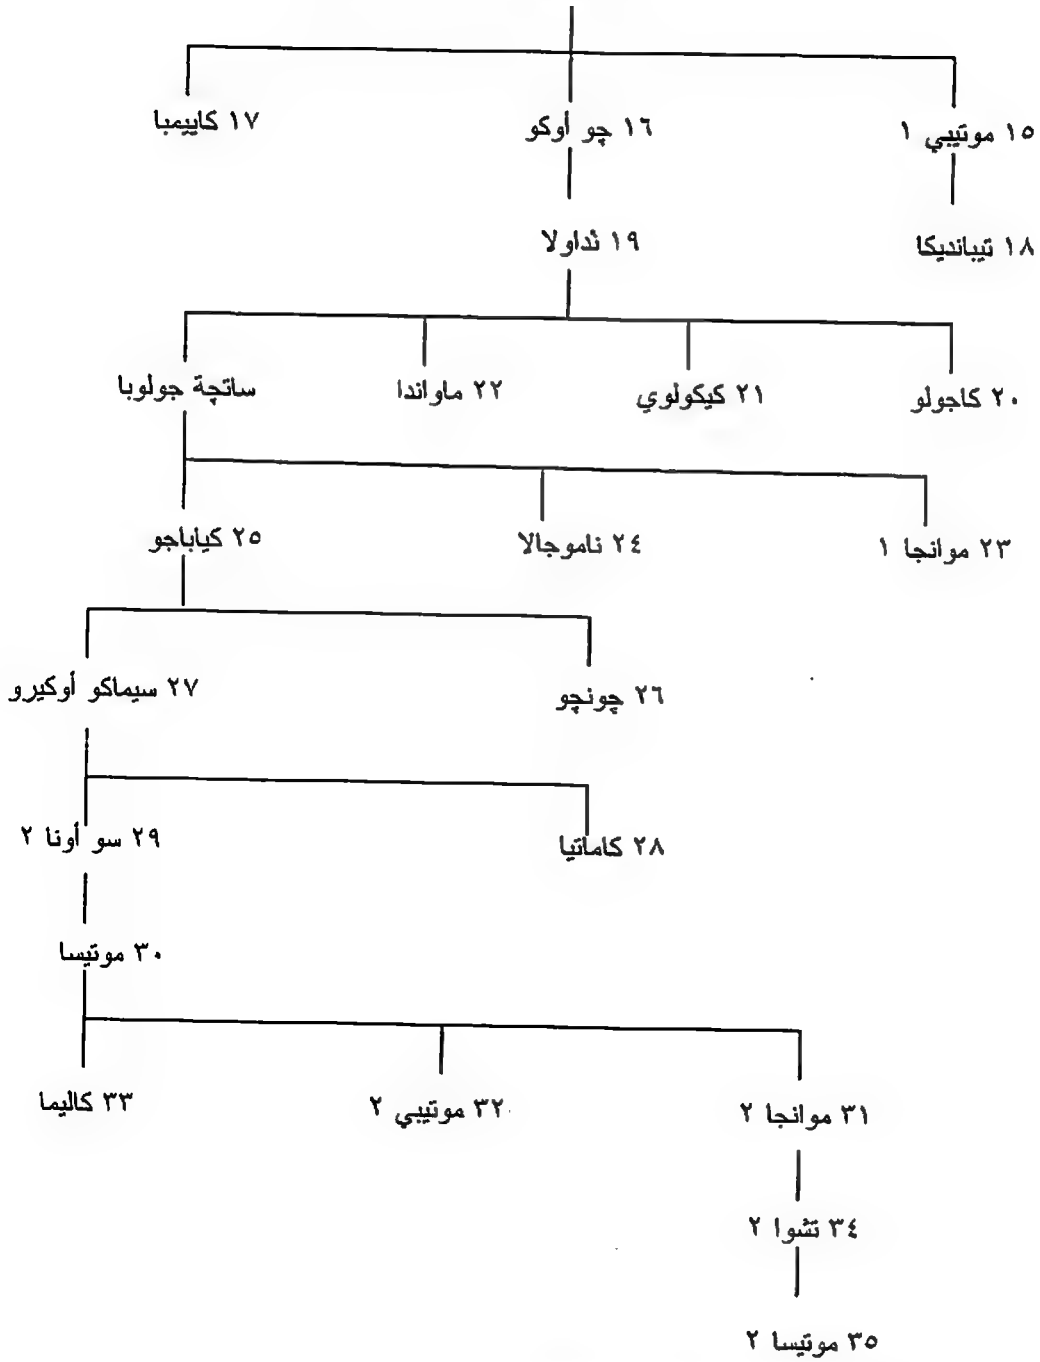 ١٥ موتيبي ١
١٦ چو أوكو
١٧ كاييمبا
١٨ تيبانديكا
١٩ نداولا
٢٠ كاجولو
٢١ كيكولوي
٢٢ ماواندا
ساتچة جولوبا
٢٣ موانجا ١
٢٤ ناموجالا
٢٥ كياباجو
٢٦ چونچو
٢٧ سيماكو أوكيرو
٢٨ كاماتيا
٢٩ سو أونا ٢
٣٠ موتيسا
٣١ موانجا ٢
٣٢ موتيبي ٢
٣٣ كاليما
٣٤ تشوا ٢
٣٥ موتيسا ٢